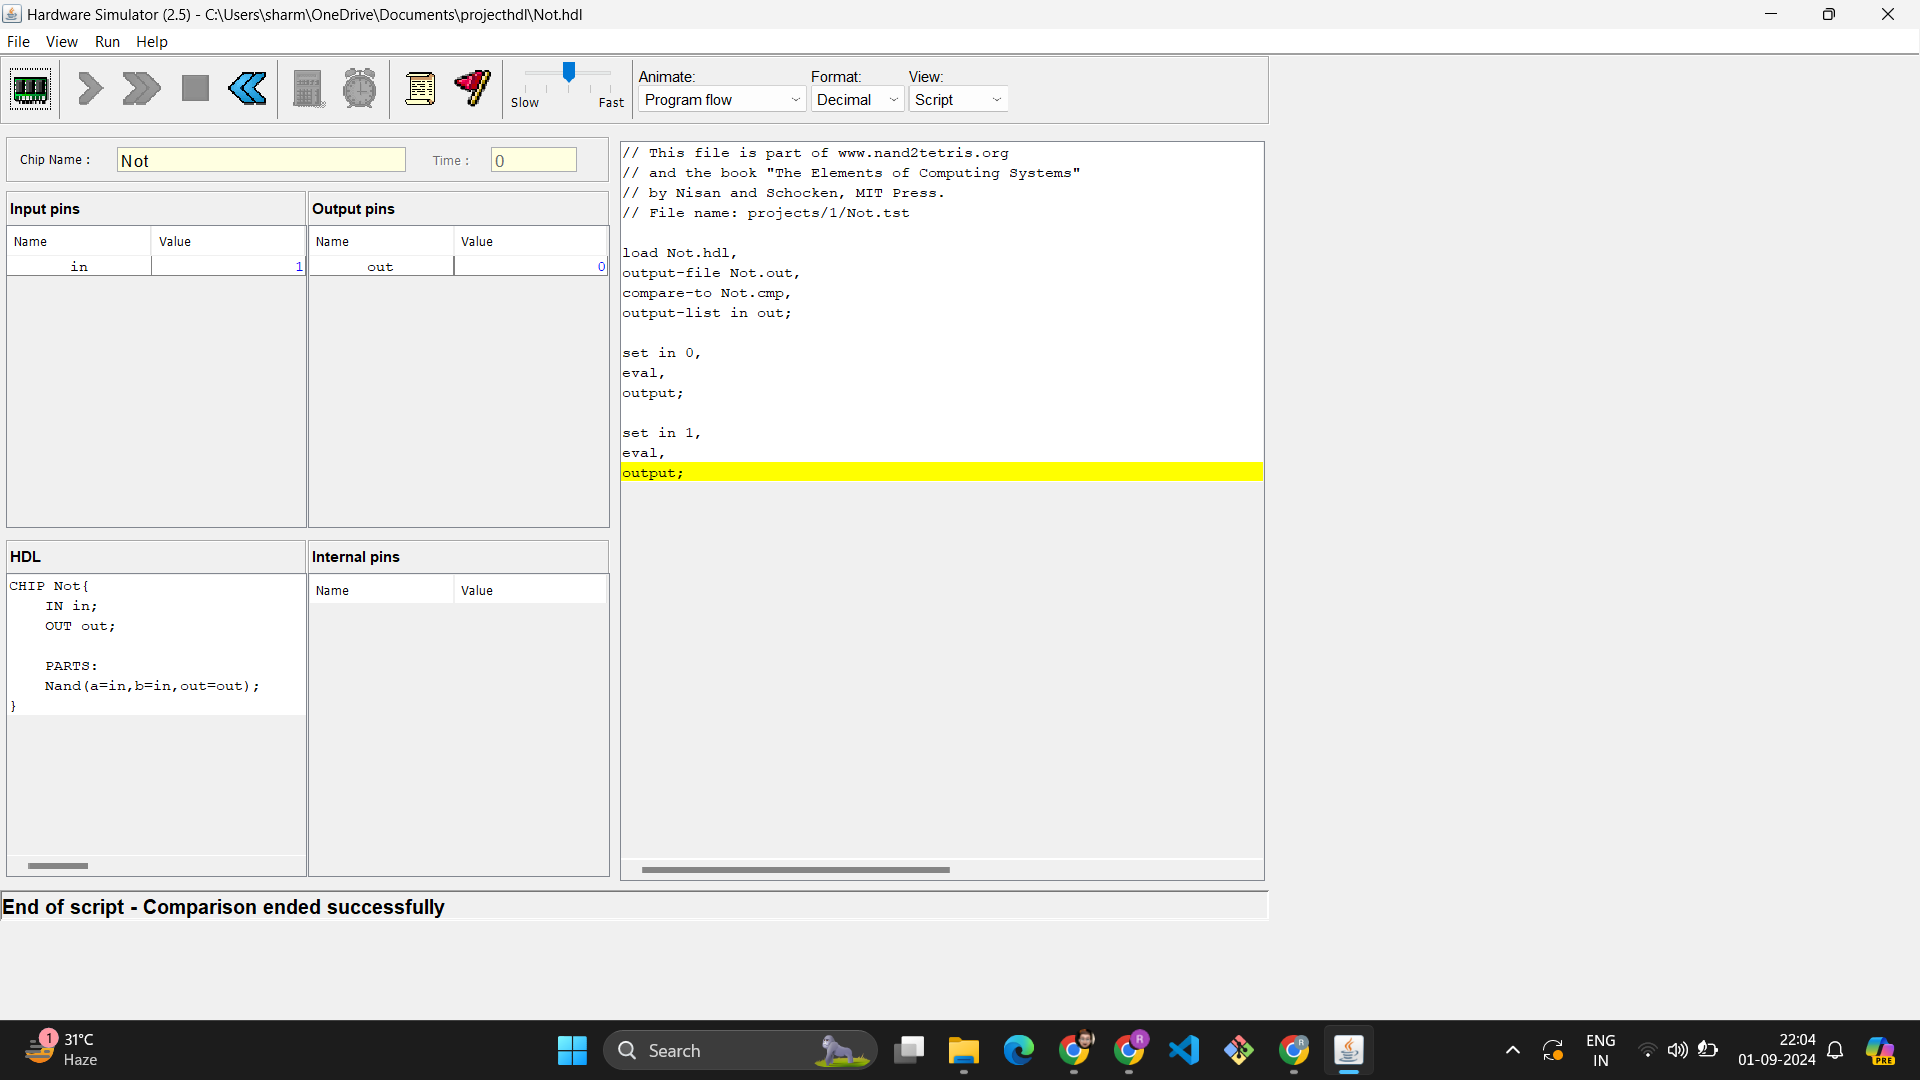 Hardware Simulator (2.5) - C:\Users\sharm\OneDrive\Documents\projecthdl\Not.hdl
File View Run Help
Slow Fast
Animate: Format: View:
Program flow Decimal Script
Chip Name : Not Time : 0
Input pins
Name Value
in 1
Output pins
Name Value
out 0
HDL
CHIP Not{
    IN in;
    OUT out;
    PARTS:
    Nand(a=in,b=in,out=out);
}
Internal pins
Name Value
// This file is part of www.nand2tetris.org
// and the book "The Elements of Computing Systems"
// by Nisan and Schocken, MIT Press.
// File name: projects/1/Not.tst
load Not.hdl,
output-file Not.out,
compare-to Not.cmp,
output-list in out;
set in 0,
eval,
output;
set in 1,
eval,
output;
End of script - Comparison ended successfully
1
31°C
Haze
Search
R
R
ENG
IN
22:04
01-09-2024
PRE